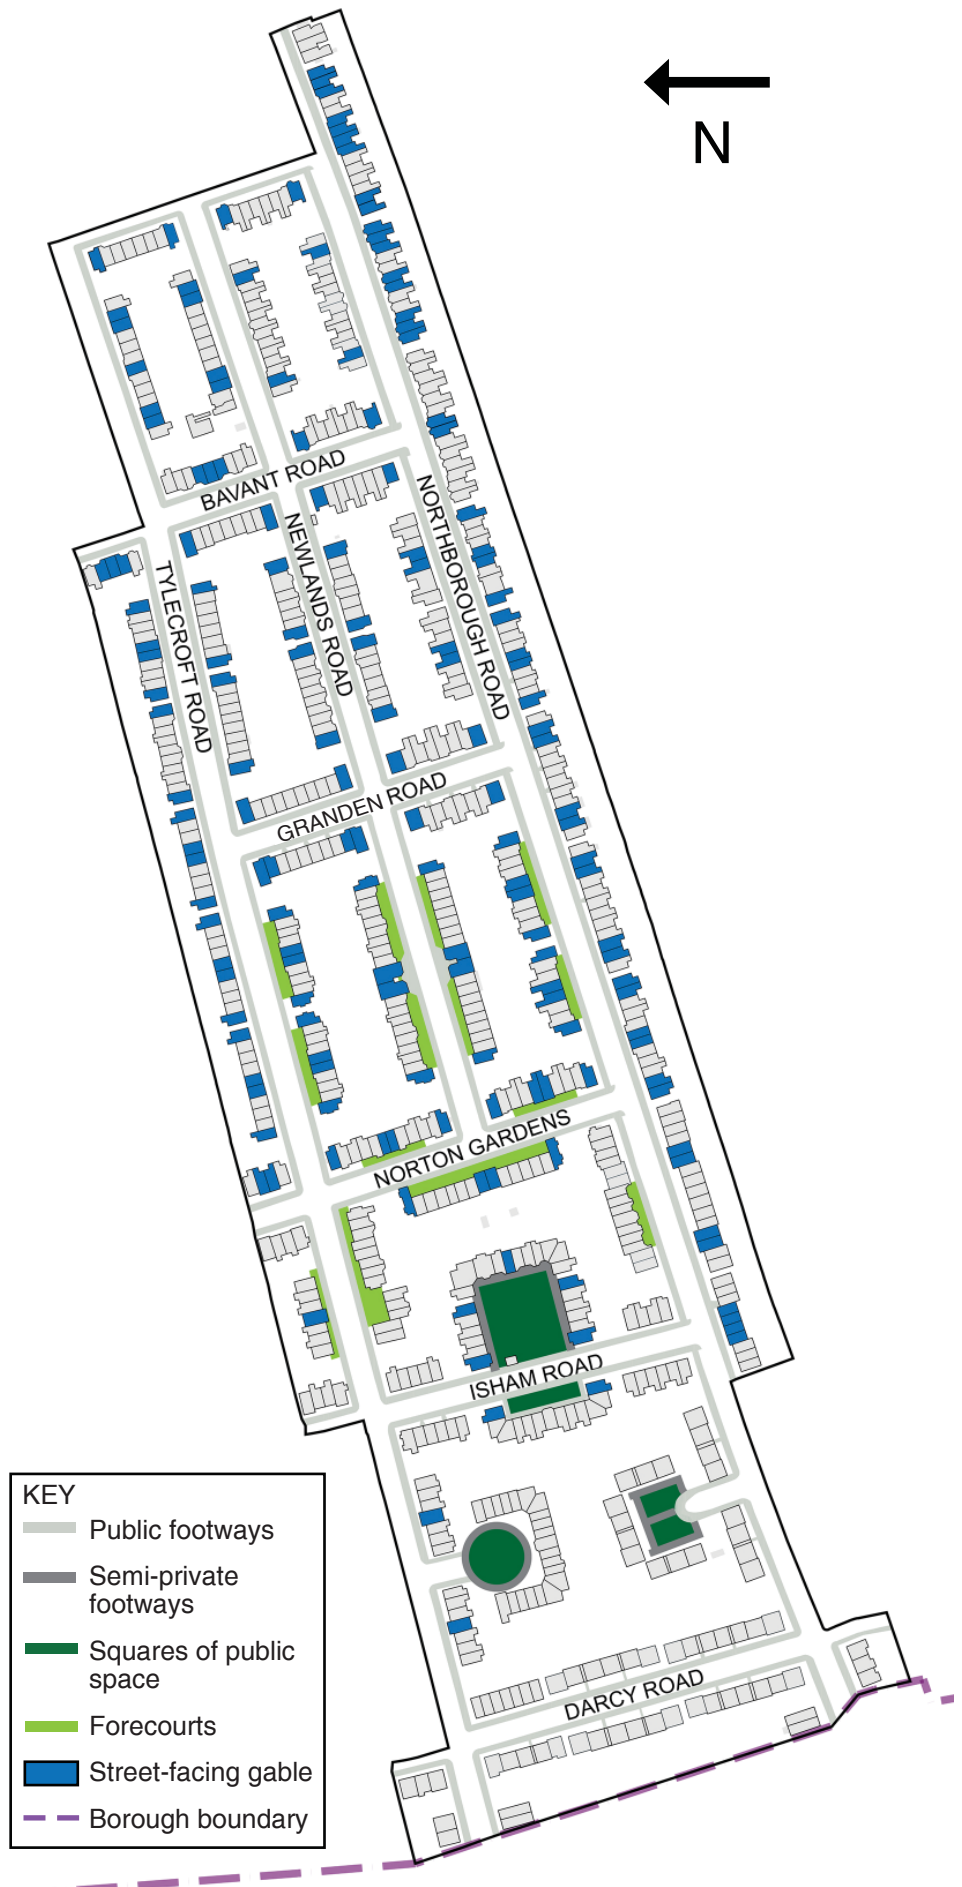 N
BAVANT ROAD
NORTHBOROUGH ROAD
NEWLANDS ROAD
TYLECROFT ROAD
GRANDEN ROAD
NORTON GARDENS
ISHAM ROAD
DARCY ROAD
KEY
Public footways
Semi-private
footways
Squares of public
space
Forecourts
Street-facing gable
Borough boundary